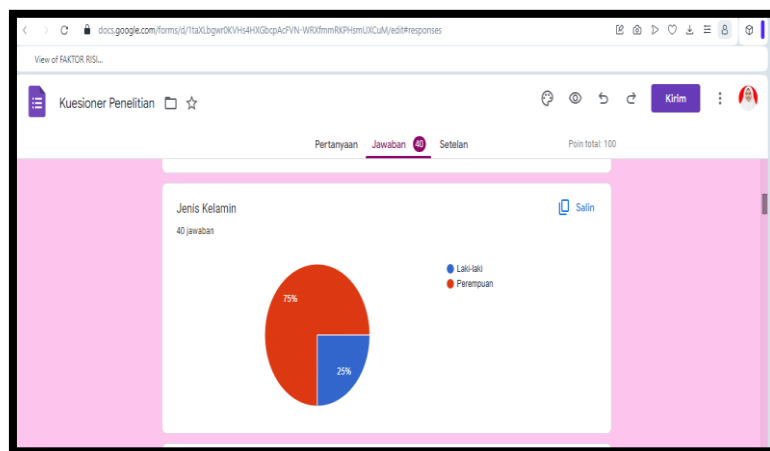 docs.google.com/forms/d/1taXLbgwr0KVHs4HXGbcpAcFVN-WRXfmmRKPHsmUXCuM/edit#responses
View of FAKTOR RISI...
Kuesioner Penelitian
Kirim
Pertanyaan Jawaban 40 Setelan Poin total: 100
Jenis Kelamin
Salin
40 jawaban
Laki-laki
Perempuan
75%
25%